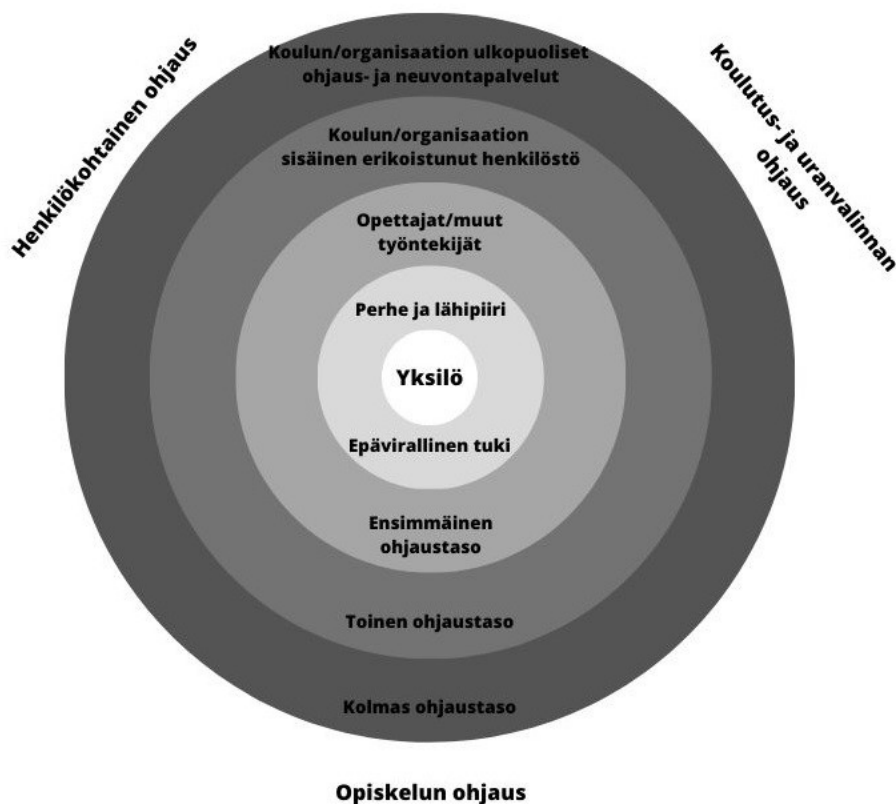 Henkilökohtainen ohjaus
Koulutus- ja uranvalinnan
ohjaus
Koulun/organisaation ulkopuoliset
ohjaus- ja neuvontapalvelut
Koulun/organisaation
sisäinen erikoistunut henkilöstö
Opettajat/muut
työntekijät
Perhe ja lähipiiri
Yksilö
Epävirallinen tuki
Ensimmäinen
ohjaustaso
Toinen ohjaustaso
Kolmas ohjaustaso
Opiskelun ohjaus